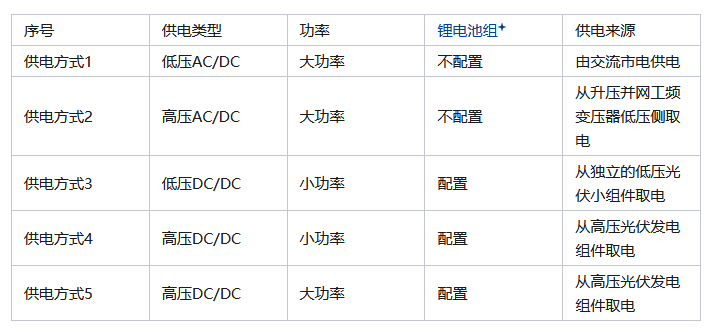 序号 供电类型 功率 锂电池组 供电来源
供电方式1 低压AC/DC 大功率 不配置 由交流市电供电
供电方式2 高压AC/DC 大功率 不配置 从升压并网工频
变压器低压侧取
电
供电方式3 低压DC/DC 小功率 配置 从独立的低压光
伏小组件取电
供电方式4 高压DC/DC 小功率 配置 从高压光伏发电
组件取电
供电方式5 高压DC/DC 大功率 配置 从高压光伏发电
组件取电